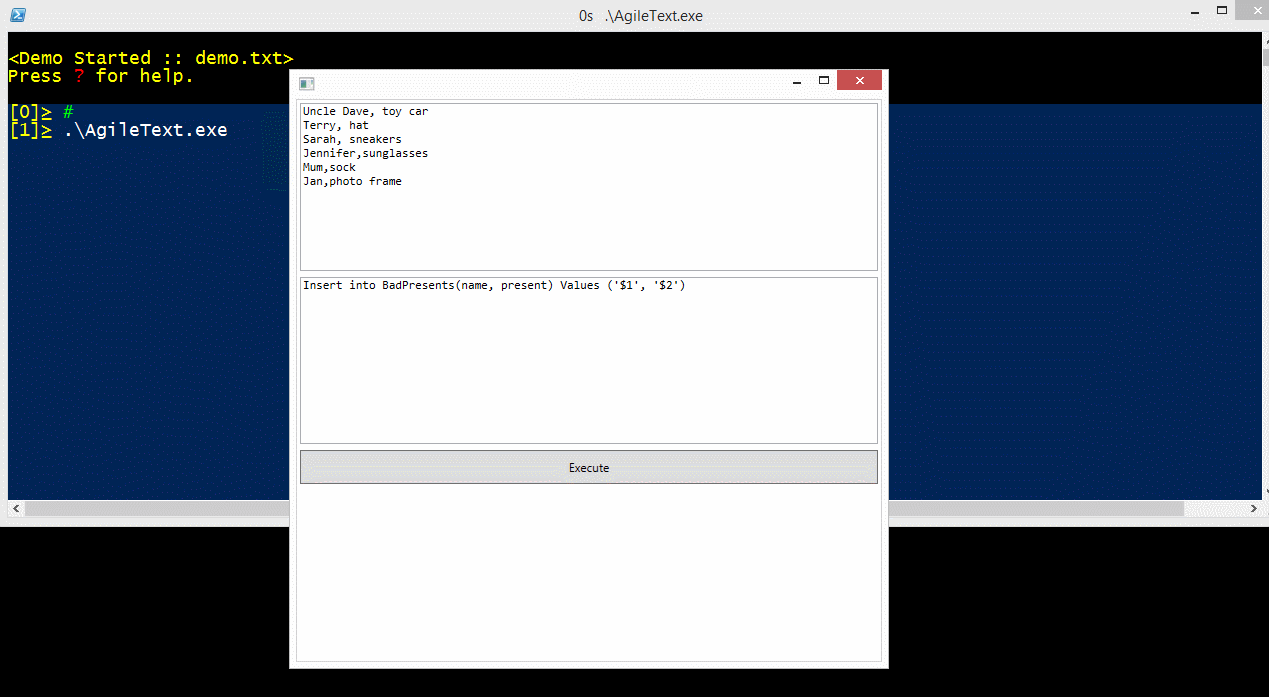 0s .\AgileText.exe
<Demo Started :: demo.txt>
Press ? for help.
[0]≥ #
[1]≥ .\AgileText.exe
Uncle Dave, toy car
Terry, hat
Sarah, sneakers
Jennifer,sunglasses
Mum,sock
Jan,photo frame
Insert into BadPresents(name, present) Values ('$1', '$2')
Execute